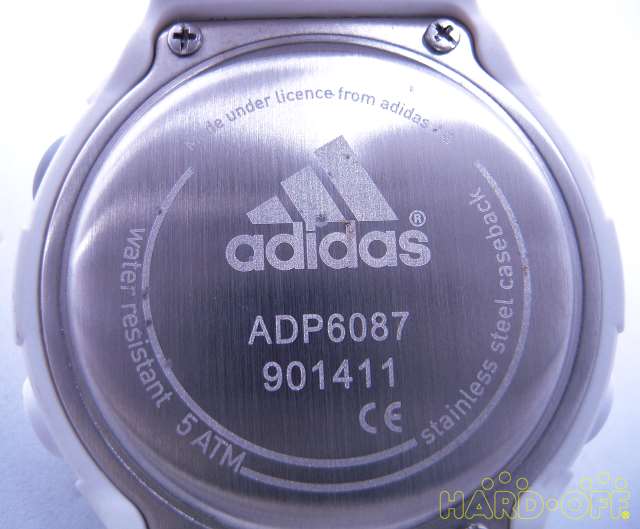 under licence from adidas
adidas®
ADP6087
901411
CE
water resistant 5 ATM
stainless steel caseback
HARD·OFF